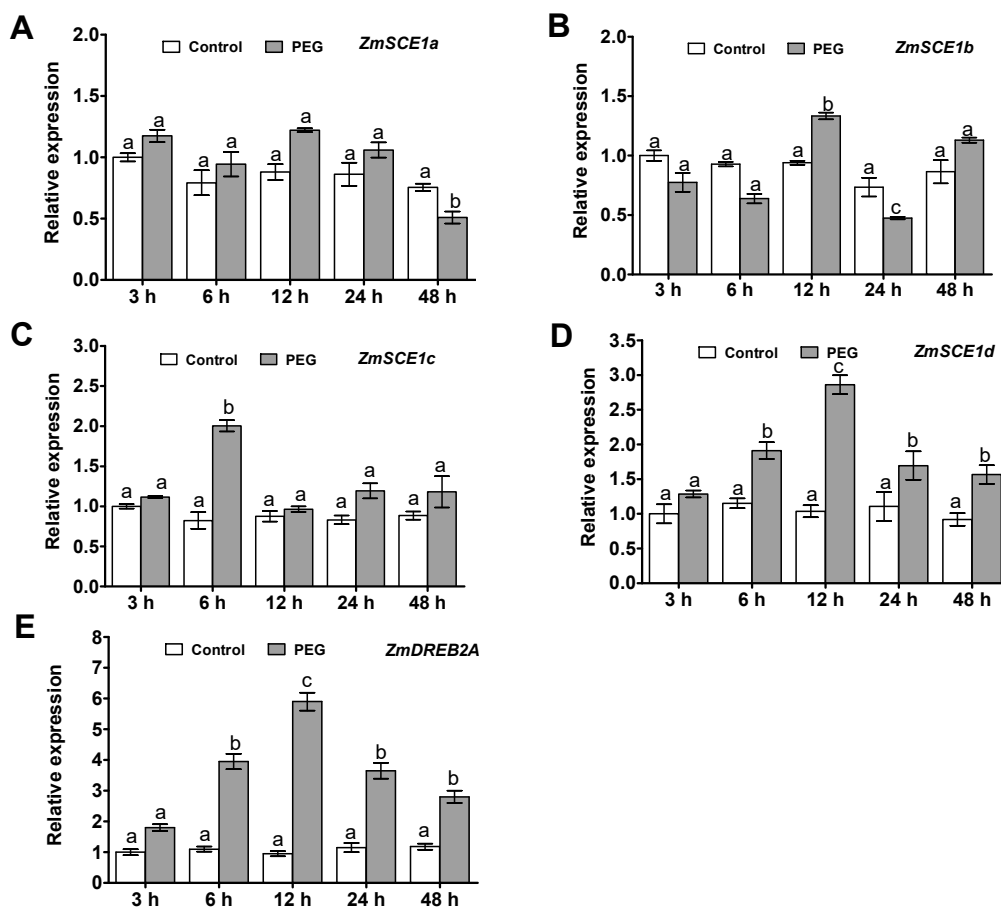 A
Control PEG ZmSCE1a
Relative expression
2.0
1.5
1.0
0.5
0.0
a a a a a a a a a b
3 h 6 h 12 h 24 h 48 h
B
Control PEG ZmSCE1b
Relative expression
2.0
1.5
1.0
0.5
0.0
a a a a a b a c a a
3 h 6 h 12 h 24 h 48 h
C
Control PEG ZmSCE1c
Relative expression
3.0
2.5
2.0
1.5
1.0
0.5
0.0
a a a b a a a a a a
3 h 6 h 12 h 24 h 48 h
D
Control PEG ZmSCE1d
Relative expression
3.5
3.0
2.5
2.0
1.5
1.0
0.5
0.0
a a a b a c a b a b
3 h 6 h 12 h 24 h 48 h
E
Control PEG ZmDREB2A
Relative expression
8
7
6
5
4
3
2
1
0
a a a b a c a b a b
3 h 6 h 12 h 24 h 48 h